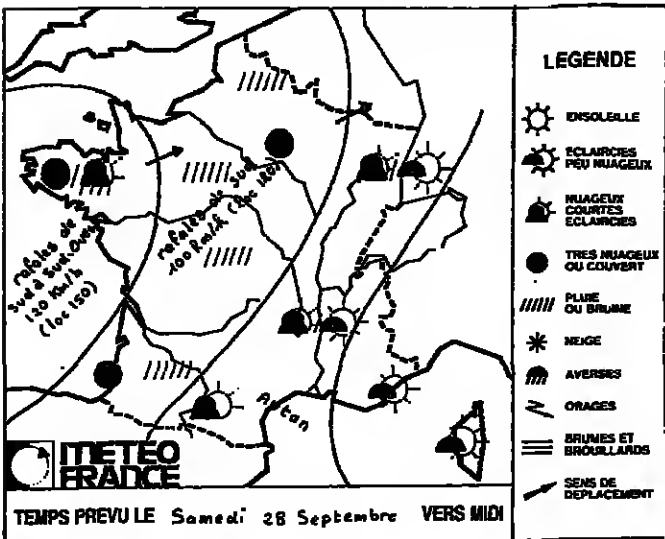 rafales de
Sud à Sud.Ouest
120 Km/h
(loc 150)
rafales de Sud
100 Km/h (loc 120)
Autan
METEO
FRANCE
TEMPS PREVU LE Samedi 28 Septembre VERS MIDI
LEGENDE
ENSOLEILLE
ECLAIRCIES
PEU NUAGEUX
NUAGEUX
COURTES
ECLAIRCIES
TRES NUAGEUX
OU COUVERT
PLUIE
OU BRUINE
NEIGE
AVERSES
ORAGES
BRUMES ET
BROUILLARDS
SENS DE
DEPLACEMENT